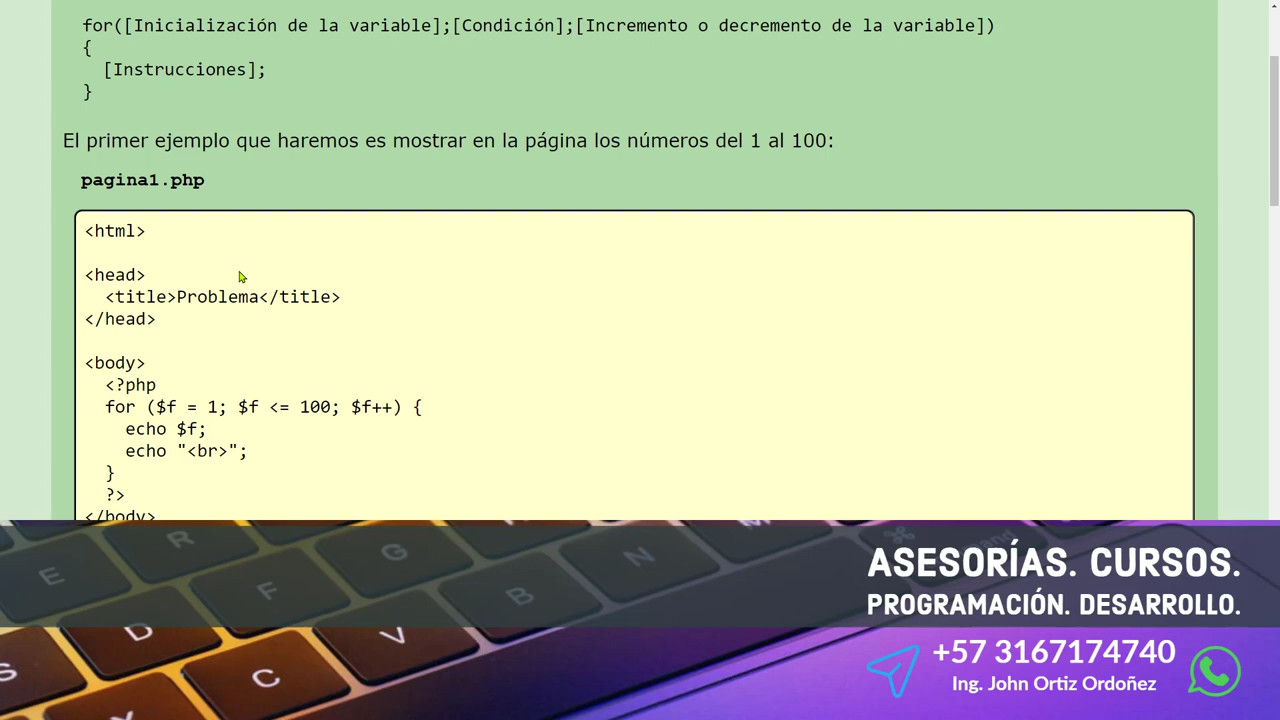 for([Inicialización de la variable];[Condición];[Incremento o decremento de la variable])
{
[Instrucciones];
}
El primer ejemplo que haremos es mostrar en la página los números del 1 al 100:
pagina1.php
<html>
<head>
<title>Problema</title>
</head>
<body>
<?php
for ($f = 1; $f <= 100; $f++) {
echo $f;
echo "<br>";
}
?>
</body>
ASESORÍAS. CURSOS.
PROGRAMACIÓN. DESARROLLO.
+57 3167174740
Ing. John Ortiz Ordoñez
E
R
G
N
M
F
B
D
V
S
C